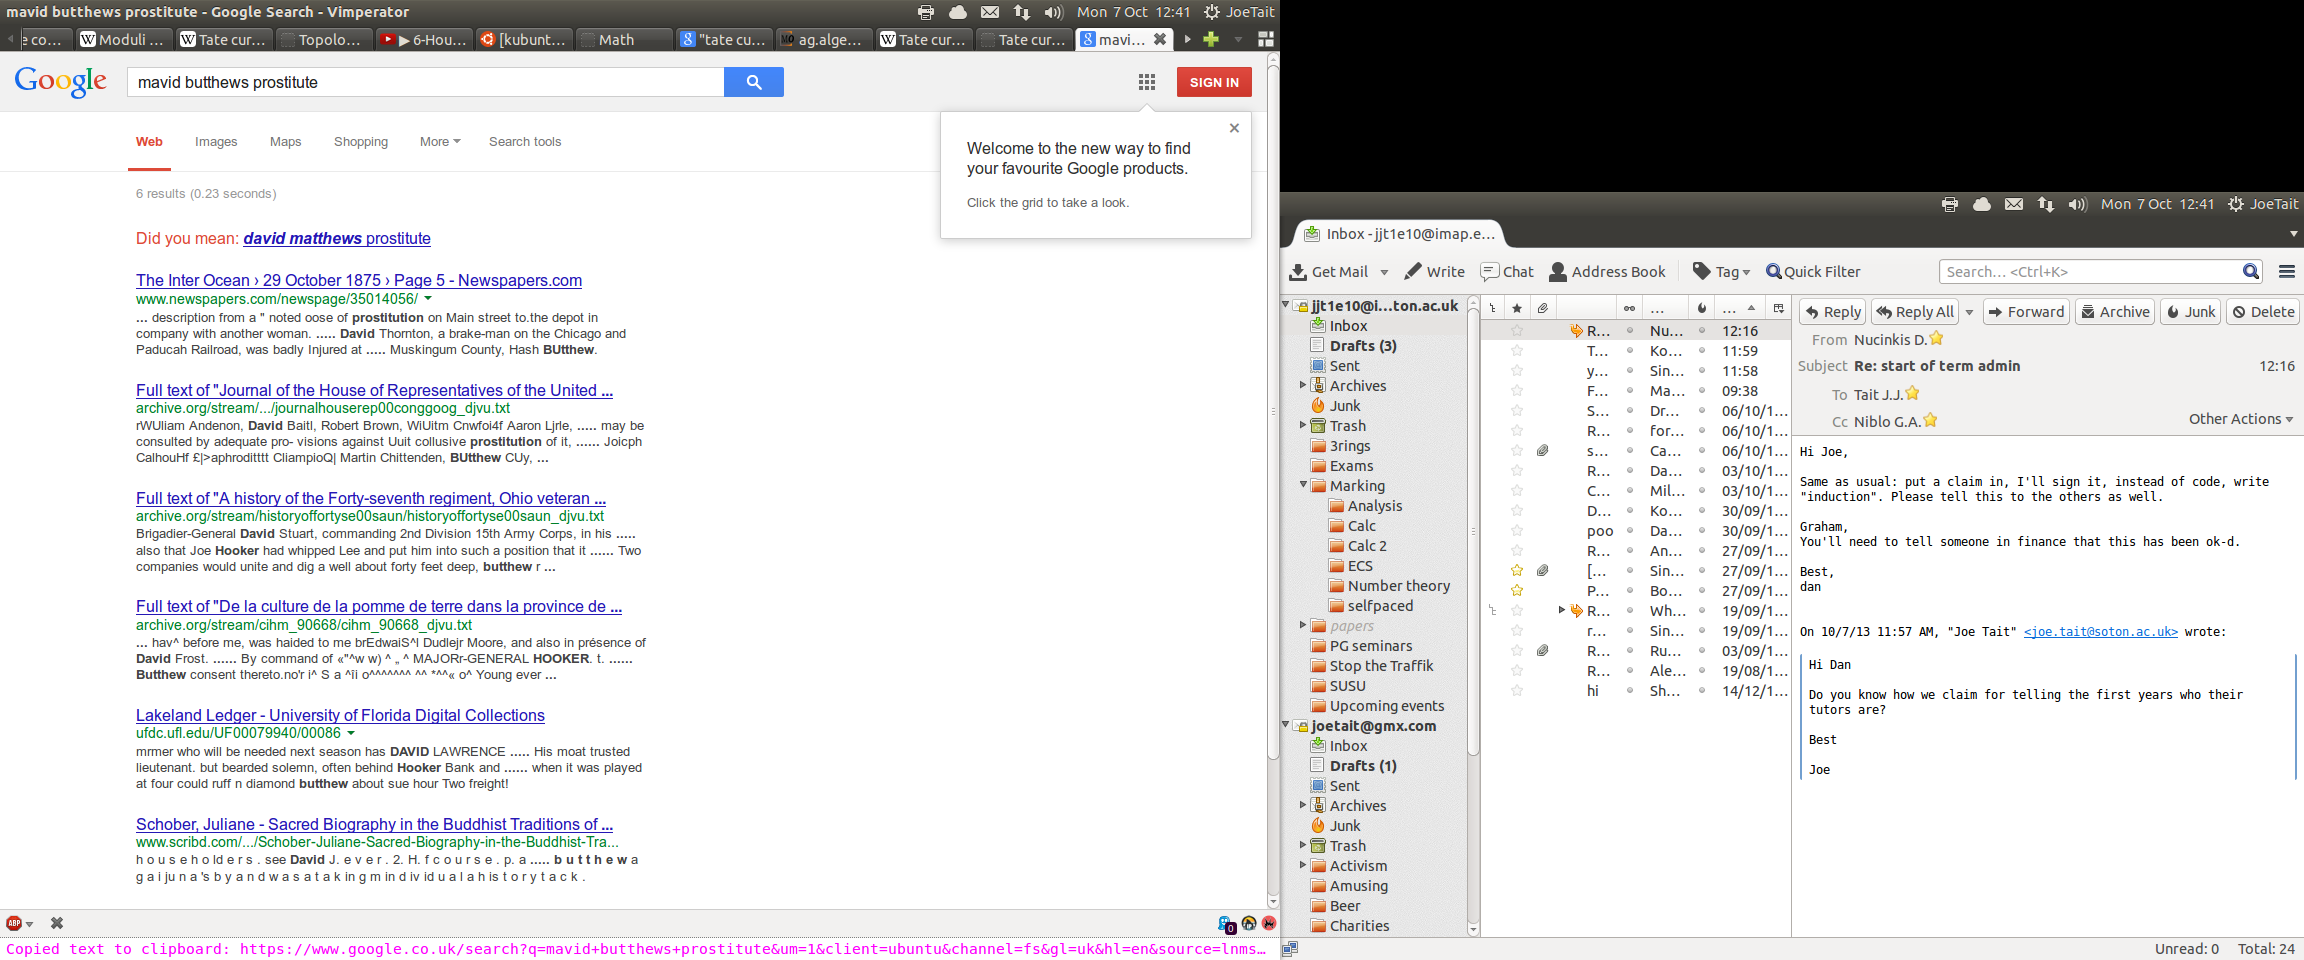 mavid butthews prostitute - Google Search - Vimperator
Mon 7 Oct 12:41 JoeTait
e co...
Moduli ...
Tate cur...
Topolo...
▶ 6-Hou...
[kubunt...
Math
"tate cu...
ag.alge...
Tate cur...
Tate cur...
mavi...
Google
mavid butthews prostitute
SIGN IN
Web
Images
Maps
Shopping
More
Search tools
Welcome to the new way to find
your favourite Google products.
Click the grid to take a look.
6 results (0.23 seconds)
Did you mean: david matthews prostitute
The Inter Ocean › 29 October 1875 › Page 5 - Newspapers.com
www.newspapers.com/newspage/35014056/
... description from a " noted oose of prostitution on Main street to.the depot in
company with another woman. ..... David Thornton, a brake-man on the Chicago and
Paducah Railroad, was badly Injured at ..... Muskingum County, Hash BUtthew.
Full text of "Journal of the House of Representatives of the United ...
archive.org/stream/.../journalhouserep00conggoog_djvu.txt
rWUliam Andenon, David Baitl, Robert Brown, WiUitm Cnwfoi4f Aaron Ljrle, ..... may be
consulted by adequate pro- visions against Uuit collusive prostitution of it, ...... Joicph
CalhouHf £|>aphroditttt CliampioQ| Martin Chittenden, BUtthew CUy, ...
Full text of "A history of the Forty-seventh regiment, Ohio veteran ...
archive.org/stream/historyoffortyse00saun/historyoffortyse00saun_djvu.txt
Brigadier-General David Stuart, commanding 2nd Division 15th Army Corps, in his .....
also that Joe Hooker had whipped Lee and put him into such a position that it ...... Two
companies would unite and dig a well about forty feet deep, butthew r ...
Full text of "De la culture de la pomme de terre dans la province de ...
archive.org/stream/cihm_90668/cihm_90668_djvu.txt
... hav^ before me, was haided to me brEdwaiS^l Dudlejr Moore, and also in présence of
David Frost. ...... By command of «"^w w) ^ „ ^ MAJORr-GENERAL HOOKER. t. ......
Butthew consent thereto.no'r i^ S a ^îi o^^^^^^^ ^^ *^^« o^ Young ever ...
Lakeland Ledger - University of Florida Digital Collections
ufdc.ufl.edu/UF00079940/00086
mrmer who will be needed next season has DAVID LAWRENCE ..... His moat trusted
lieutenant. but bearded solemn, often behind Hooker Bank and ...... when it was played
at four could ruff n diamond butthew about sue hour Two freight!
Schober, Juliane - Sacred Biography in the Buddhist Traditions of ...
www.scribd.com/.../Schober-Juliane-Sacred-Biography-in-the-Buddhist-Tra...
h o u s e h o l d e r s . see David J. e v e r . 2. H. f c o u r s e . p. a ..... b u t t h e w a
g a i j u n a 's b y a n d w a s a t a k in g m in d iv id u a l a h is t o r y t a c k .
ABP
0
Copied text to clipboard: https://www.google.co.uk/search?q=mavid+butthews+prostitute&um=1&client=ubuntu&channel=fs&gl=uk&hl=en&source=lnms...
Mon 7 Oct 12:41 JoeTait
Inbox - jjt1e10@imap.e...
Get Mail
Write
Chat
Address Book
Tag
Quick Filter
Search... <Ctrl+K>
jjt1e10@i...ton.ac.uk
Inbox
Drafts (3)
Sent
Archives
Junk
Trash
3rings
Exams
Marking
Analysis
Calc
Calc 2
ECS
Number theory
selfpaced
papers
PG seminars
Stop the Traffik
SUSU
Upcoming events
joetait@gmx.com
Inbox
Drafts (1)
Sent
Archives
Junk
Trash
Activism
Amusing
Beer
Charities
... ...
R... Nu... 12:16
T... Ko... 11:59
y... Sin... 11:58
F... Ma... 09:38
S... Dr... 06/10/1...
R... for... 06/10/1...
s... Ca... 06/10/1...
R... Da... 03/10/1...
C... Mil... 03/10/1...
D... Ko... 30/09/1...
poo Da... 30/09/1...
R... An... 27/09/1...
[... Sin... 27/09/1...
P... Bo... 27/09/1...
R... Wh... 19/09/1...
r... Sin... 19/09/1...
R... Ru... 03/09/1...
R... Ale... 19/08/1...
hi Sh... 14/12/1...
Reply
Reply All
Forward
Archive
Junk
Delete
From Nucinkis D.
Subject Re: start of term admin 12:16
To Tait J.J.
Cc Niblo G.A.
Other Actions
Hi Joe,
Same as usual: put a claim in, I'll sign it, instead of code, write
"induction". Please tell this to the others as well.
Graham,
You'll need to tell someone in finance that this has been ok-d.
Best,
dan
On 10/7/13 11:57 AM, "Joe Tait" <joe.tait@soton.ac.uk> wrote:
Hi Dan
Do you know how we claim for telling the first years who their
tutors are?
Best
Joe
Unread: 0 Total: 24